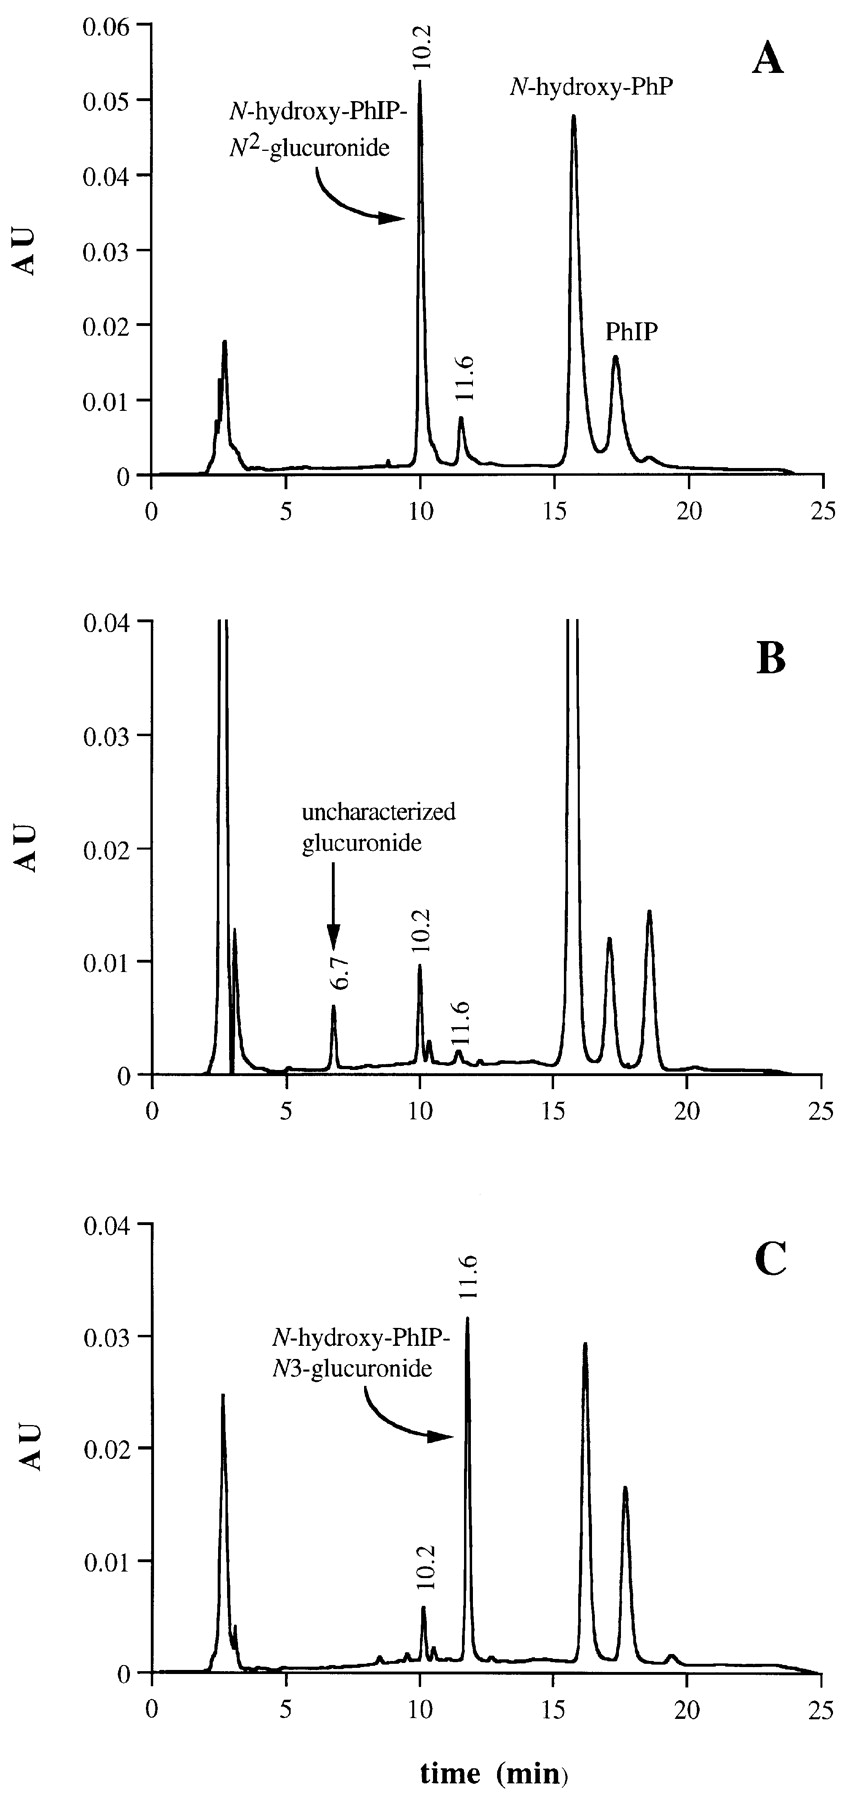 A
0.06
0.05
0.04
0.03
0.02
0.01
0
AU
10.2
N-hydroxy-PhIP-
N²-glucuronide
11.6
N-hydroxy-PhP
PhIP
0 5 10 15 20 25
B
0.04
0.03
0.02
0.01
0
AU
uncharacterized
glucuronide
6.7
10.2
11.6
0 5 10 15 20 25
C
0.04
0.03
0.02
0.01
0
AU
11.6
N-hydroxy-PhIP-
N3-glucuronide
10.2
0 5 10 15 20 25
time (min)